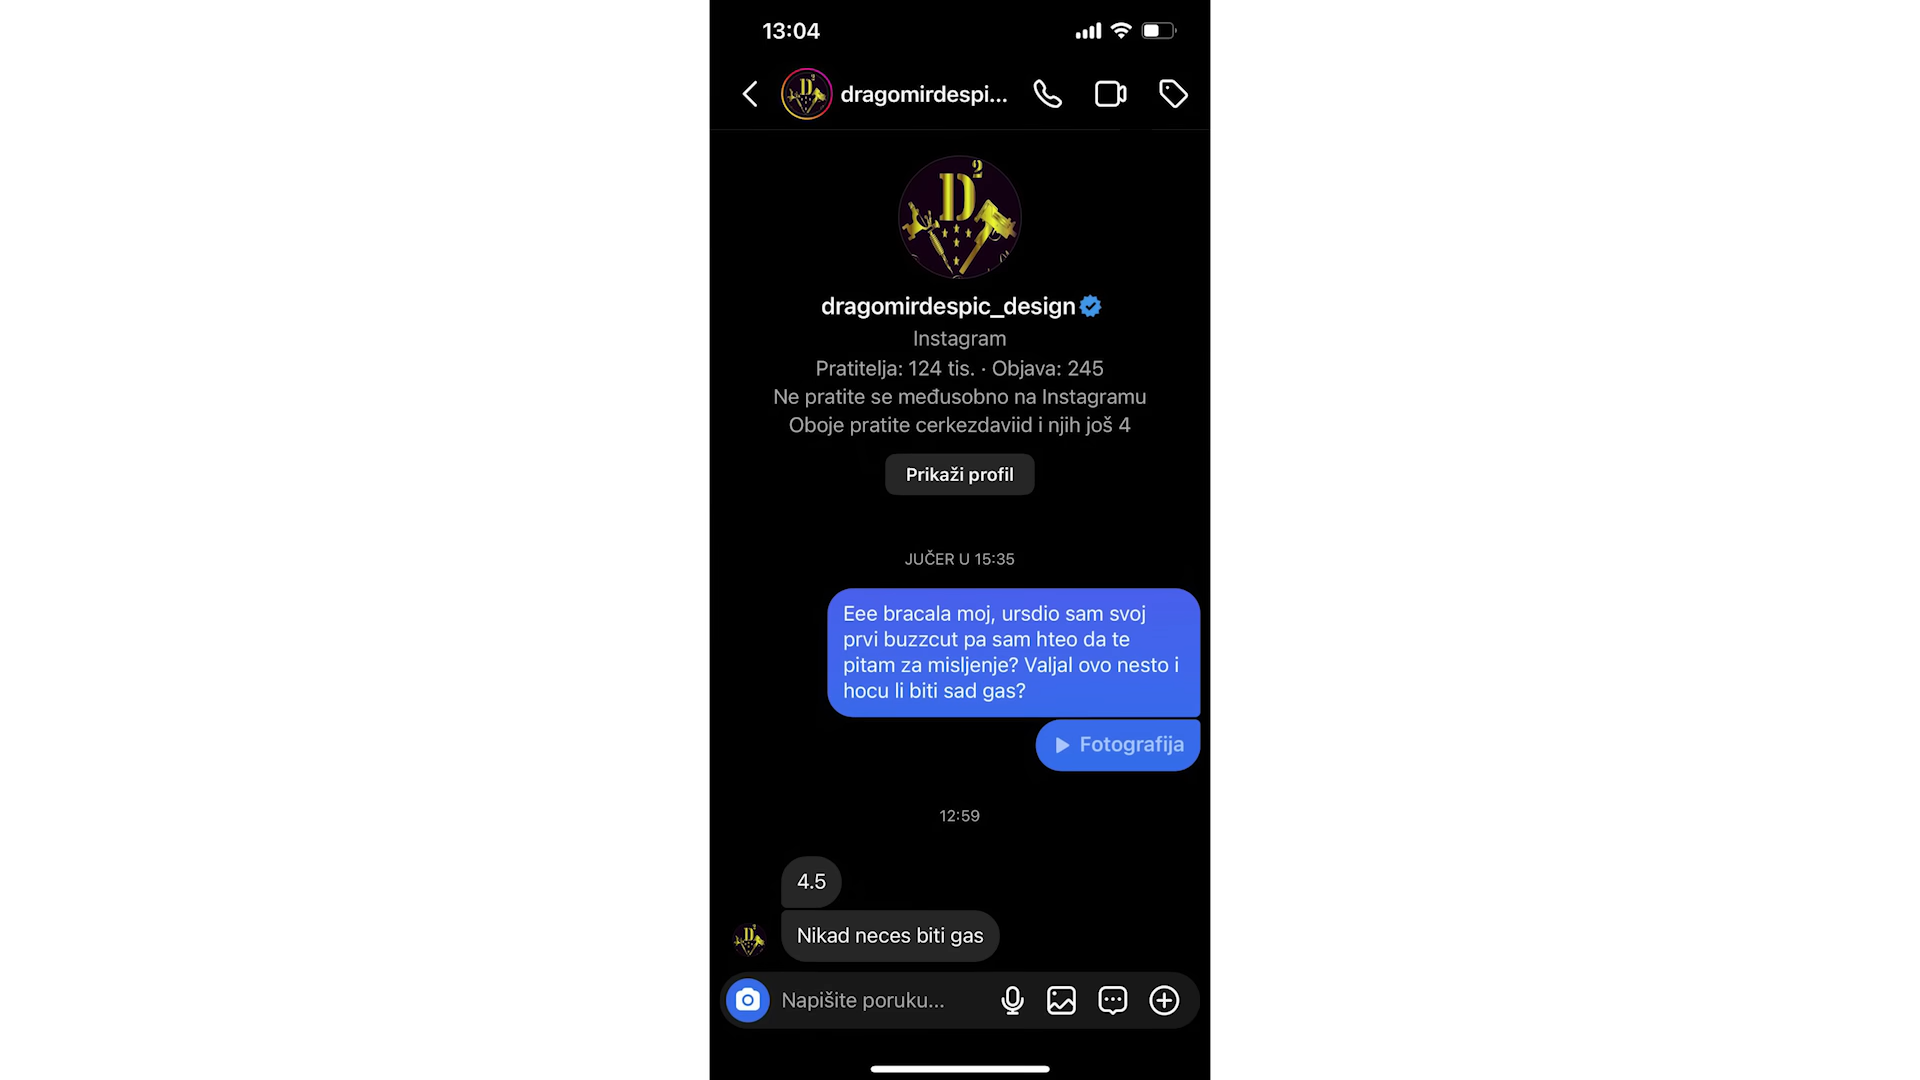 13:04
dragomirdespi...
D2
dragomirdespic_design
Instagram
Pratitelja: 124 tis. · Objava: 245
Ne pratite se međusobno na Instagramu
Oboje pratite cerkezdaviid i njih još 4
Prikaži profil
JUČER U 15:35
Eee bracala moj, ursdio sam svoj
prvi buzzcut pa sam hteo da te
pitam za misljenje? Valjal ovo nesto i
hocu li biti sad gas?
Fotografija
12:59
4.5
Nikad neces biti gas
Napišite poruku...